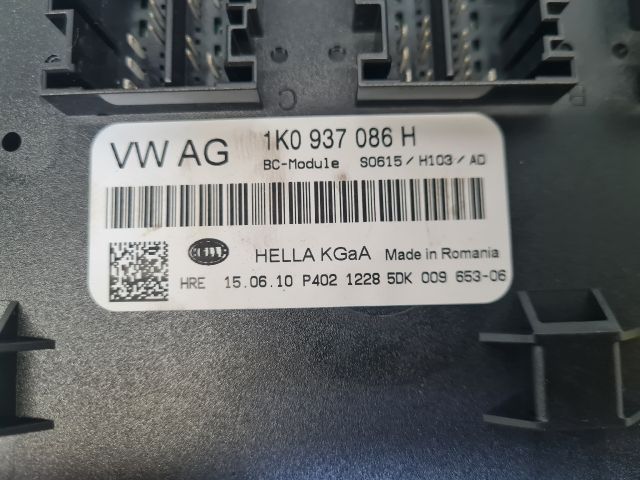 C
B
VW AG 1K0 937 086 H
BC-Module S0615/H103/AD
HELLA KGaA Made in Romania
HRE 15.06.10 P402 1228 5DK 009 653-06